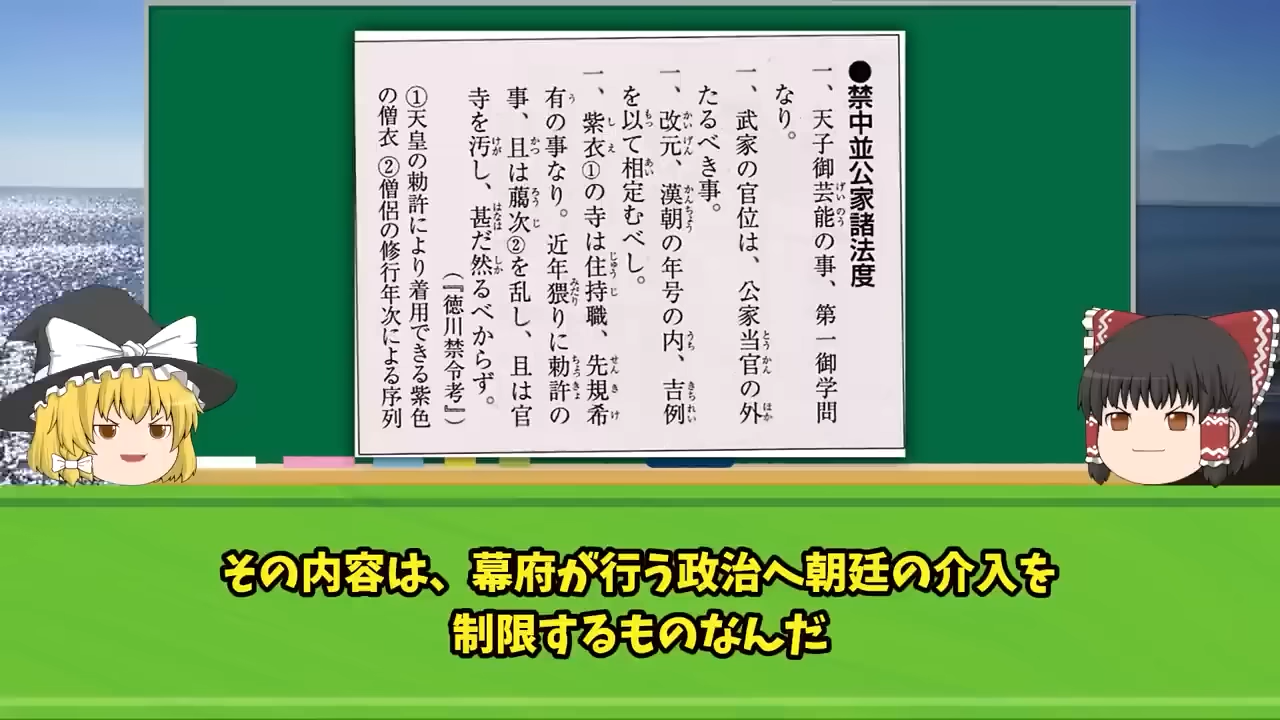 ●禁中並公家諸法度
一、天子御芸能の事、第一御学問
なり。
一、武家の官位は、公家当官の外
たるべき事。
一、改元、漢朝の年号の内、吉例
を以て相定むべし。
一、紫衣①の寺は住持職、先規希
有の事なり。近年猥りに勅許の
事、且は﨟次②を乱し、且は官
寺を汚し、甚だ然るべからず。
(『徳川禁令考』)
①天皇の勅許により着用できる紫色
の僧衣 ②僧侶の修行年次による序列
その内容は、幕府が行う政治へ朝廷の介入を
制限するものなんだ